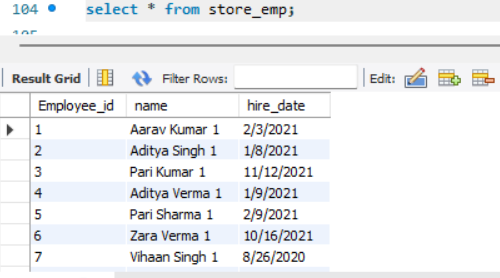 104 select * from store_emp;
Result Grid Filter Rows: Edit:
Employee_id name hire_date
1 Aarav Kumar 1 2/3/2021
2 Aditya Singh 1 1/8/2021
3 Pari Kumar 1 11/12/2021
4 Aditya Verma 1 1/9/2021
5 Pari Sharma 1 2/9/2021
6 Zara Verma 1 10/16/2021
7 Vihaan Singh 1 8/26/2020